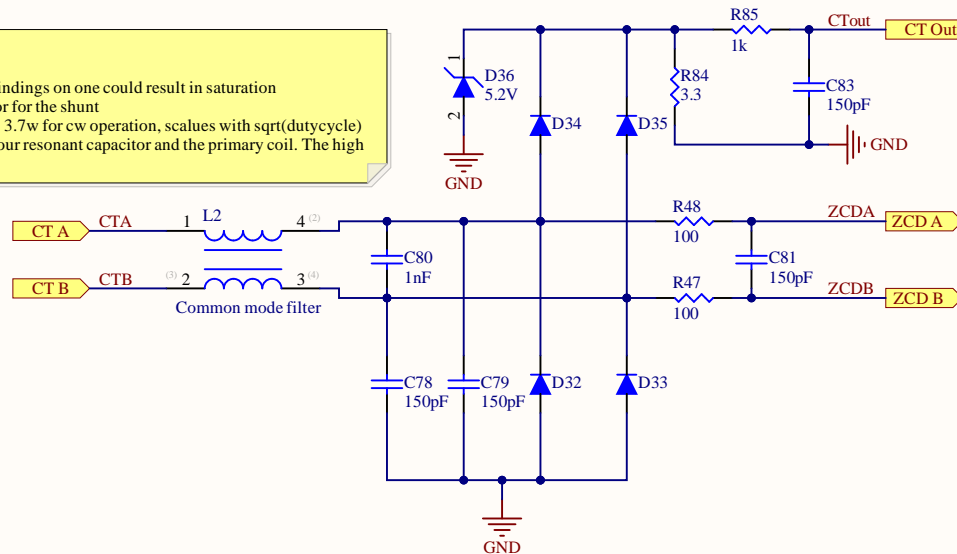 indings on one could result in saturation
or for the shunt
3.7w for cw operation, scalues with sqrt(dutycycle)
our resonant capacitor and the primary coil. The high
1
D36
5.2V
2
GND
D34
D35
R85
1k
CTout
CT Out
R84
3.3
C83
150pF
GND
CT A
CTA
1
L2
4
(2)
CT B
CTB
(3)
2
3
(4)
Common mode filter
C80
1nF
R48
100
ZCDA
ZCD A
C81
150pF
R47
100
ZCDB
ZCD B
C78
150pF
C79
150pF
D32
D33
GND